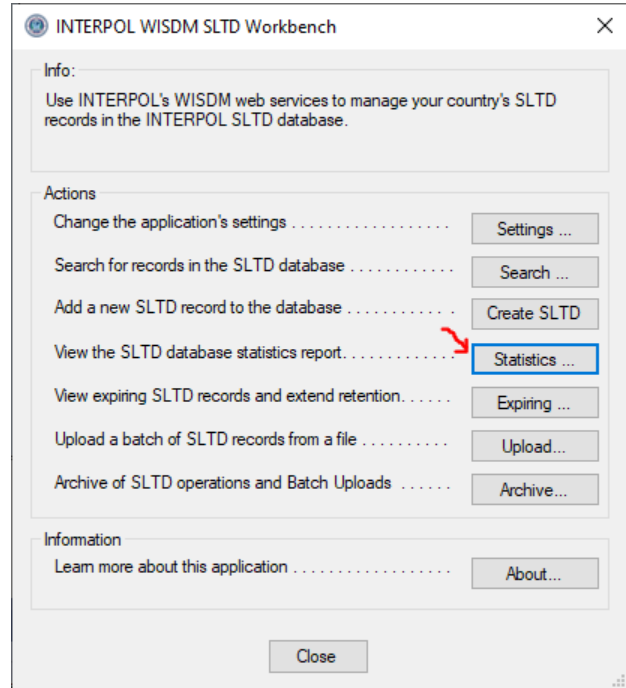 INTERPOL WISDM SLTD Workbench
Info:
Use INTERPOL's WISDM web services to manage your country's SLTD
records in the INTERPOL SLTD database.
Actions
Change the application's settings . . . . . . . . . . . . . . . . . . Settings ...
Search for records in the SLTD database . . . . . . . . . . . . Search ...
Add a new SLTD record to the database . . . . . . . . . . . . Create SLTD
View the SLTD database statistics report. . . . . . . . . . . . . Statistics ...
View expiring SLTD records and extend retention. . . . . . Expiring ...
Upload a batch of SLTD records from a file . . . . . . . . . . Upload...
Archive of SLTD operations and Batch Uploads . . . . . . Archive...
Information
Learn more about this application . . . . . . . . . . . . . . . . . . About...
Close